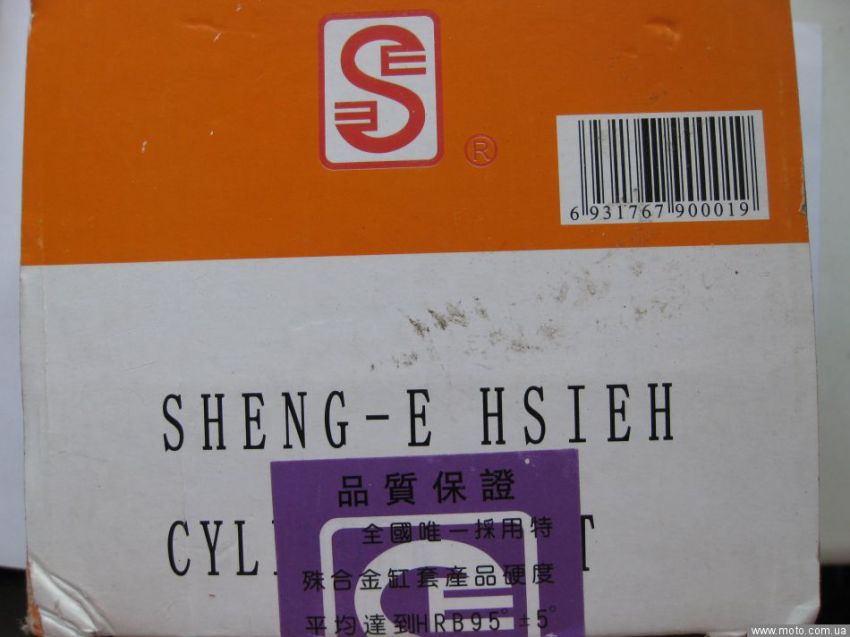 SE
ES
®
6 931767 900019
SHENG-E HSIEH
品質保證
全國唯一採用特
殊合金缸套產品硬度
平均達到HRB95°±5°
www.moto.com.ua